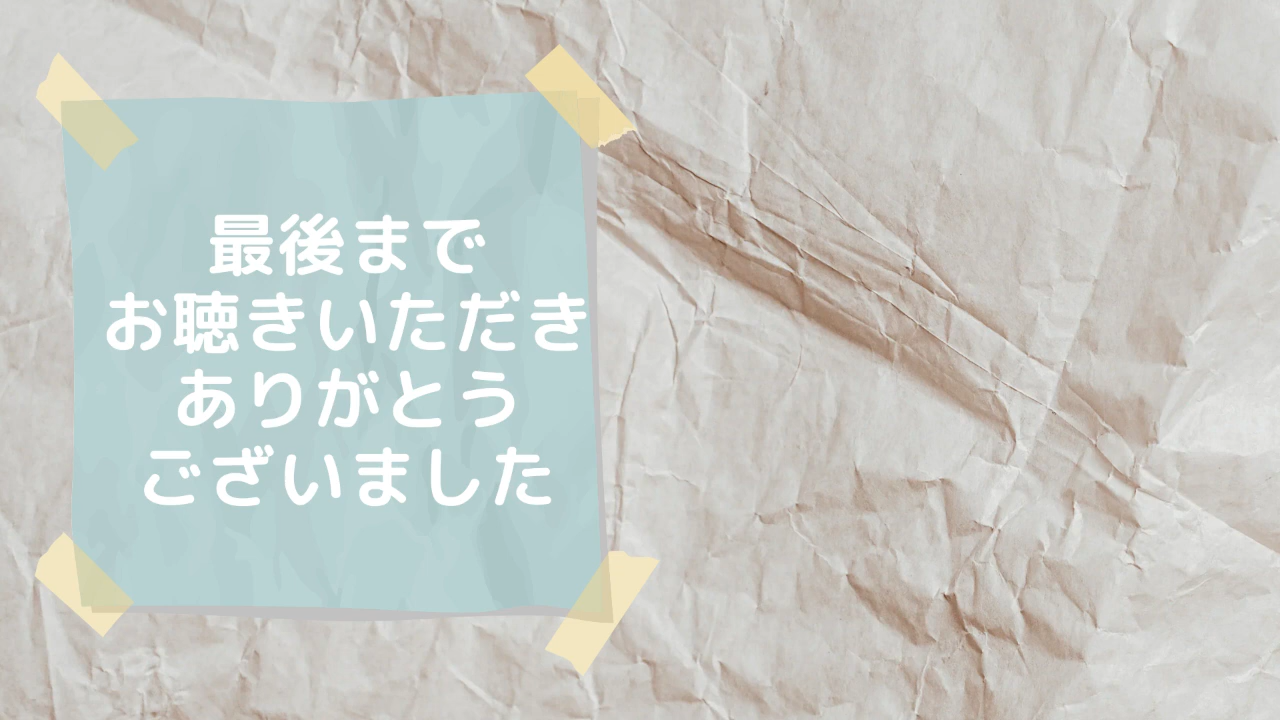 最後まで
お聴きいただき
ありがとう
ございました